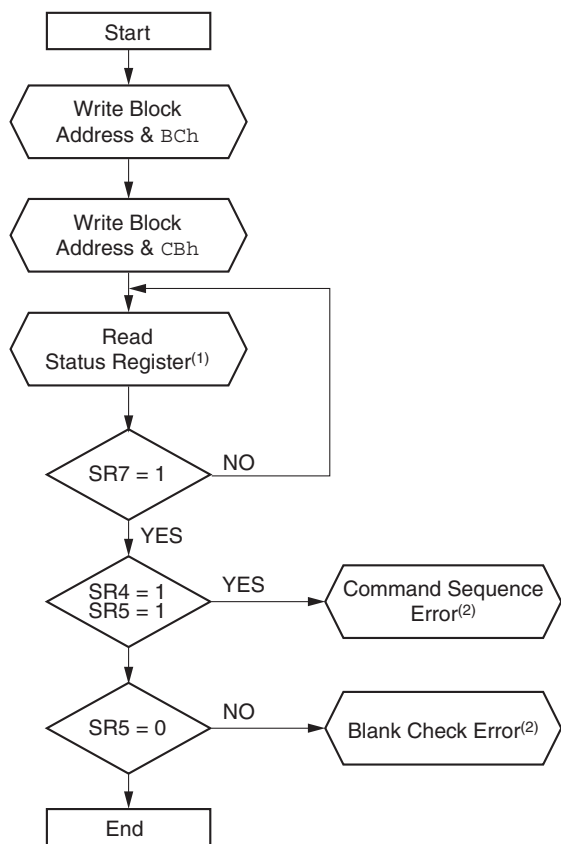 Start
Write Block
Address & BCh
Write Block
Address & CBh
Read
Status Register(1)
SR7 = 1
NO
YES
SR4 = 1
SR5 = 1
YES
Command Sequence
Error(2)
SR5 = 0
NO
Blank Check Error(2)
End